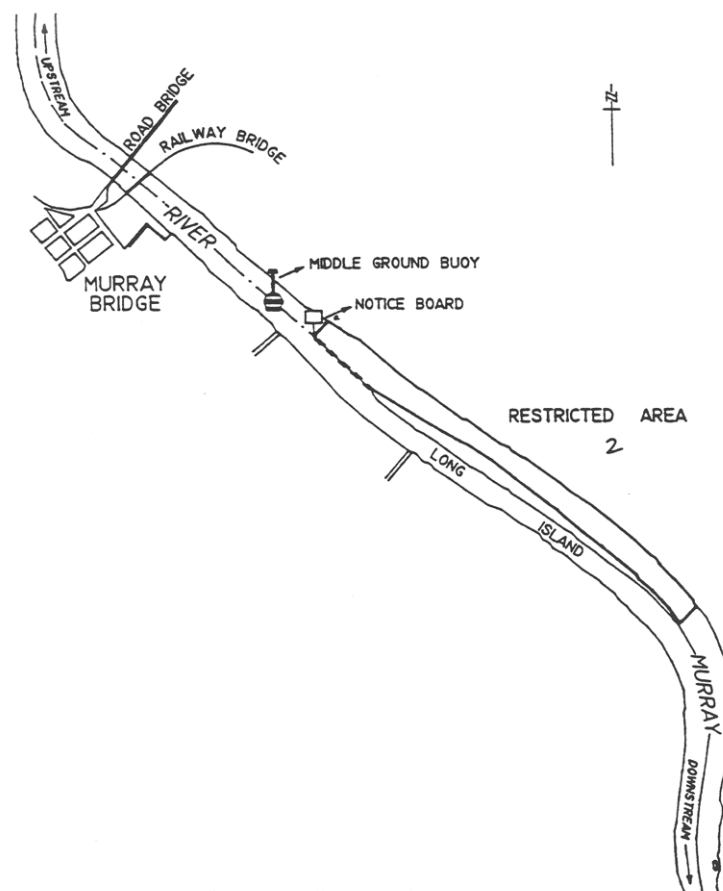 UPSTREAM
ROAD BRIDGE
RAILWAY BRIDGE
N
RIVER
MIDDLE GROUND BUOY
MURRAY
BRIDGE
NOTICE BOARD
RESTRICTED AREA
2
LONG
ISLAND
MURRAY
DOWNSTREAM